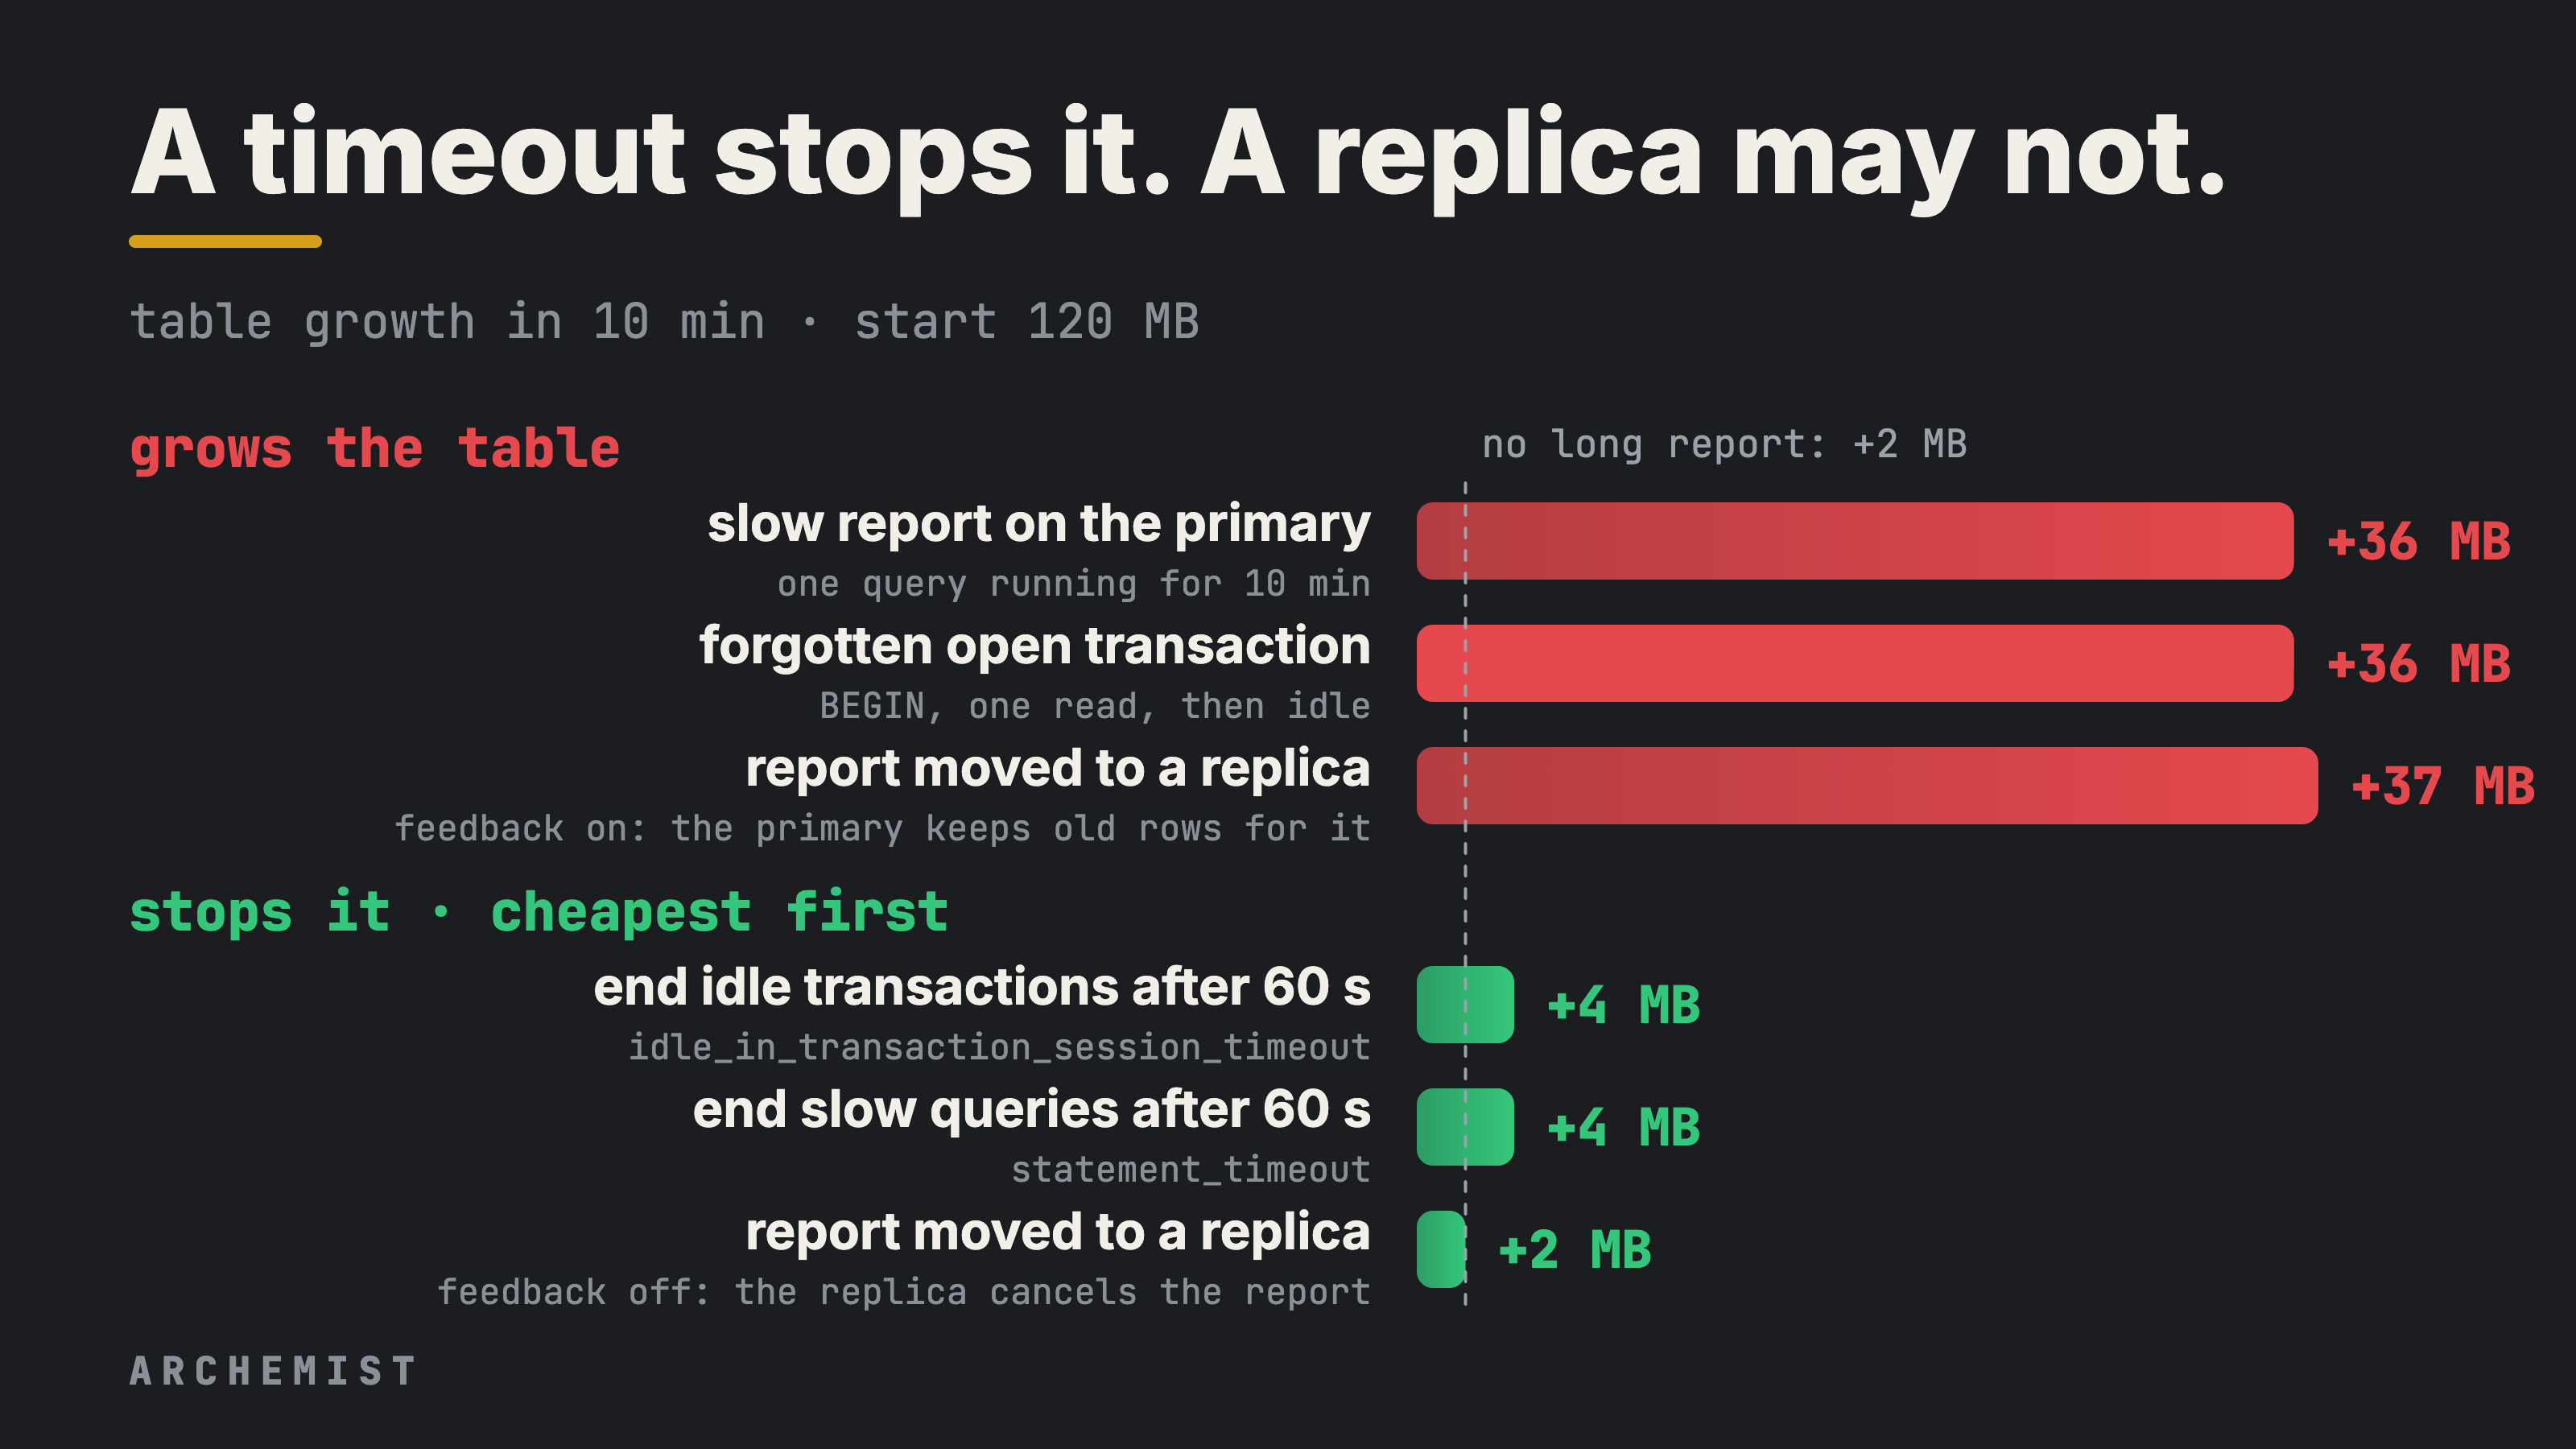 A timeout stops it. A replica may not.
table growth in 10 min · start 120 MB
grows the table
no long report: +2 MB
slow report on the primary
one query running for 10 min
+36 MB
forgotten open transaction
BEGIN, one read, then idle
+36 MB
report moved to a replica
feedback on: the primary keeps old rows for it
+37 MB
stops it · cheapest first
end idle transactions after 60 s
idle_in_transaction_session_timeout
+4 MB
end slow queries after 60 s
statement_timeout
+4 MB
report moved to a replica
feedback off: the replica cancels the report
+2 MB
ARCHEMIST